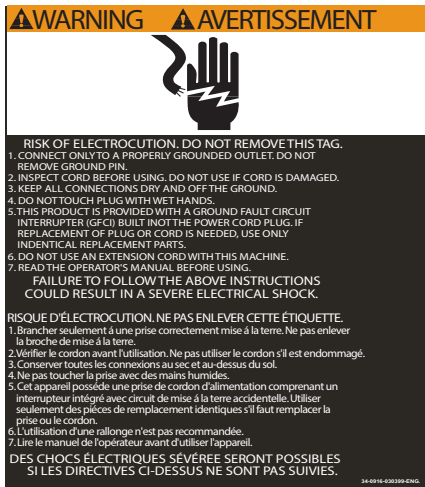 WARNING AVERTISSEMENT
RISK OF ELECTROCUTION. DO NOT REMOVE THIS TAG.
1. CONNECT ONLY TO A PROPERLY GROUNDED OUTLET. DO NOT
REMOVE GROUND PIN.
2. INSPECT CORD BEFORE USING. DO NOT USE IF CORD IS DAMAGED.
3. KEEP ALL CONNECTIONS DRY AND OFF THE GROUND.
4. DO NOT TOUCH PLUG WITH WET HANDS.
5. THIS PRODUCT IS PROVIDED WITH A GROUND FAULT CIRCUIT
INTERRUPTER (GFCI) BUILT INOT THE POWER CORD PLUG. IF
REPLACEMENT OF PLUG OR CORD IS NEEDED, USE ONLY
INDENTICAL REPLACEMENT PARTS.
6. DO NOT USE AN EXTENSION CORD WITH THIS MACHINE.
7. READ THE OPERATOR'S MANUAL BEFORE USING.
FAILURE TO FOLLOW THE ABOVE INSTRUCTIONS
COULD RESULT IN A SEVERE ELECTRICAL SHOCK.
RISQUE D'ÉLECTROCUTION. NE PAS ENLEVER CETTE ÉTIQUETTE.
1. Brancher seulement á une prise correctement mise á la terre. Ne pas enlever
la broche de mise á la terre.
2. Vérifier le cordon avant l'utilisation. Ne pas utiliser le cordon s'il est endommagé.
3. Conserver toutes les connexions au sec et au-dessus du sol.
4. Ne pas toucher la prise avec des mains humides.
5. Cet appareil posséde une prise de cordon d'alimentation comprenant un
interrupteur intégré avec circuit de mise á la terre accidentelle. Utiliser
seulement des piéces de remplacement identiques s'il faut remplacer la
prise ou le cordon.
6. L'utilisation d'une rallonge n'est pas recommandée.
7. Lire le manuel de l'opérateur avant d'utiliser l'appareil.
DES CHOCS ÉLECTRIQUES SÉVÉREE SERONT POSSIBLES
SI LES DIRECTIVES CI-DESSUS NE SONT PAS SUIVIES.
34-0916-030399-ENG.